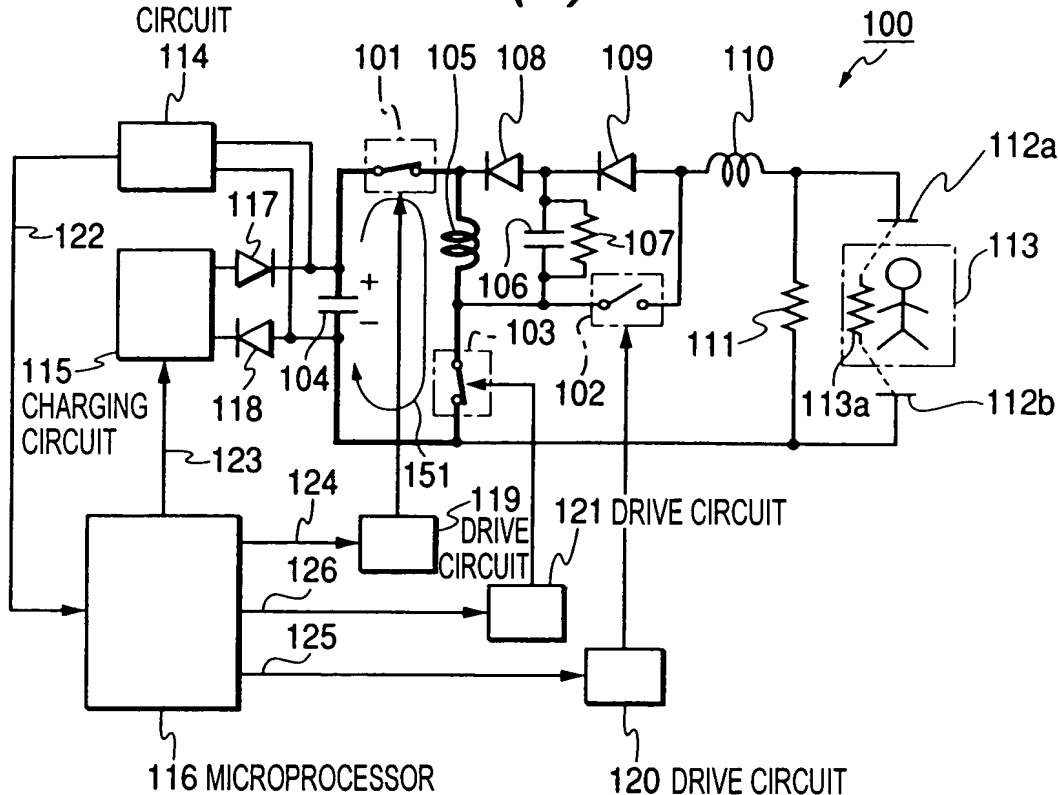 CIRCUIT
114
101
105
108
109
110
100
112a
117
122
107
106
113
+
−
104
103
102
111
113a
112b
115
CHARGING
CIRCUIT
118
151
123
124
119
DRIVE
CIRCUIT
121 DRIVE CIRCUIT
126
125
116 MICROPROCESSOR
120 DRIVE CIRCUIT